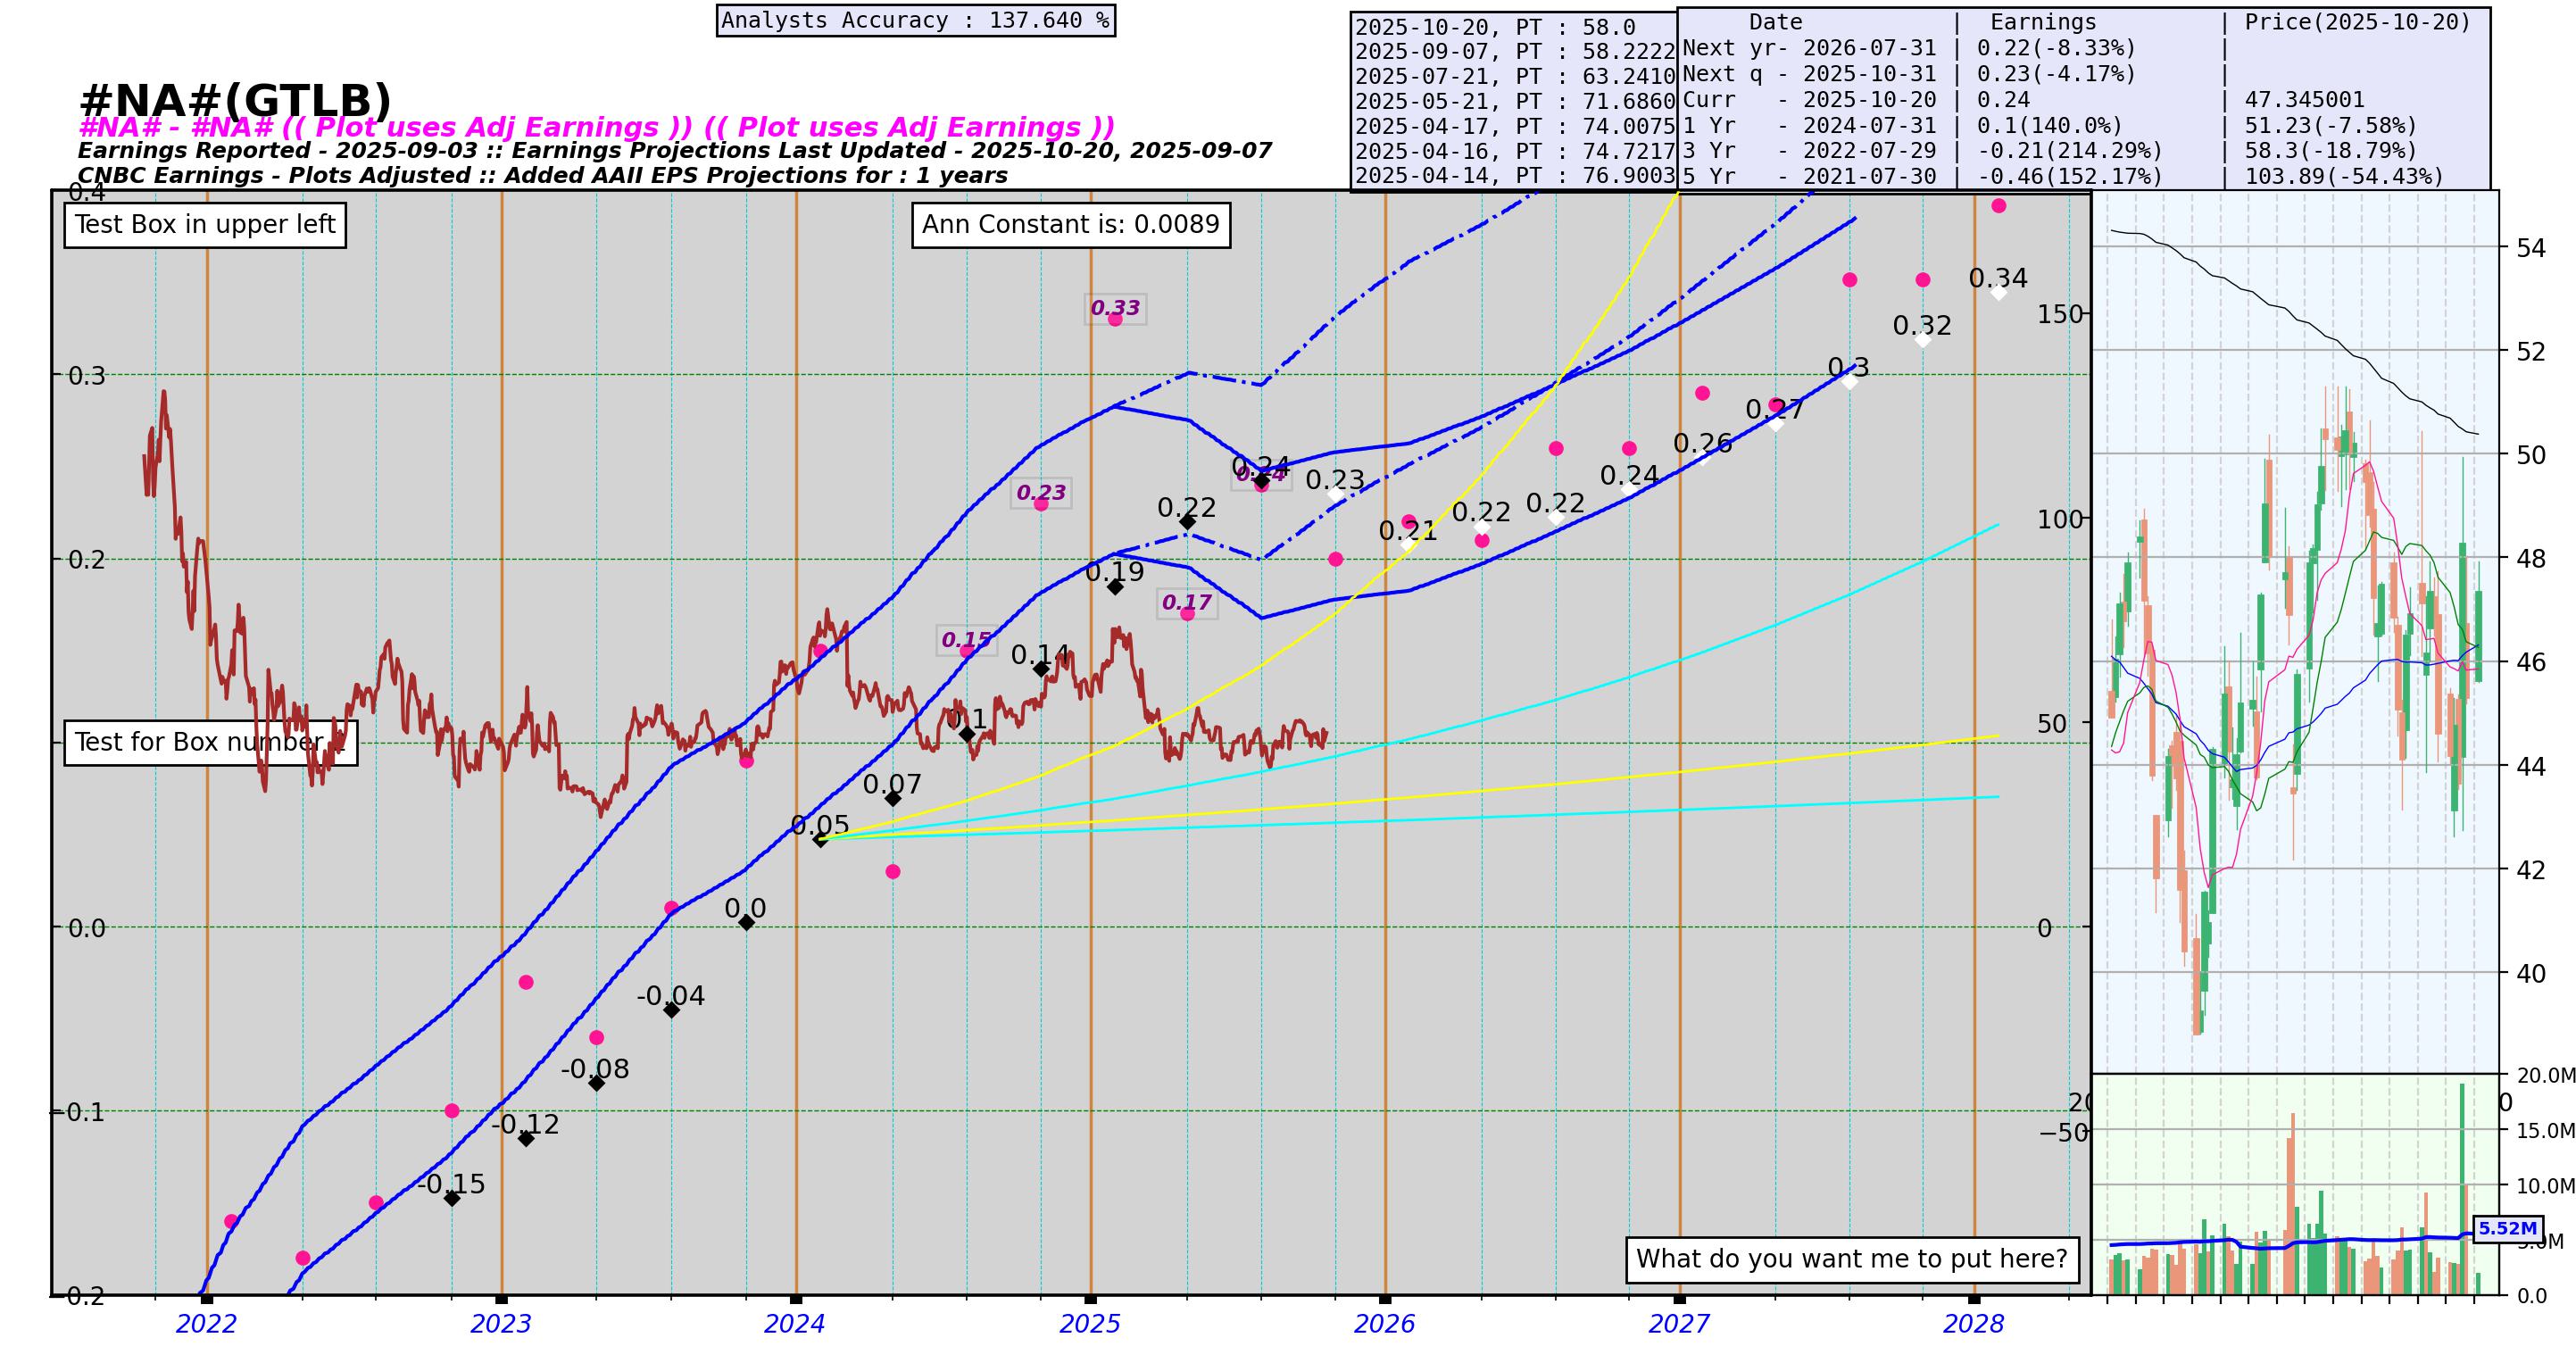 Analysts Accuracy : 137.640 %
2025-10-20, PT : 58.0
2025-09-07, PT : 58.2222
2025-07-21, PT : 63.2410
2025-05-21, PT : 71.6860
2025-04-17, PT : 74.0075
2025-04-16, PT : 74.7217
2025-04-14, PT : 76.9003
Date | Earnings | Price(2025-10-20)
Next yr- 2026-07-31 | 0.22(-8.33%) |
Next q - 2025-10-31 | 0.23(-4.17%) |
Curr - 2025-10-20 | 0.24 | 47.345001
1 Yr - 2024-07-31 | 0.1(140.0%) | 51.23(-7.58%)
3 Yr - 2022-07-29 | -0.21(214.29%) | 58.3(-18.79%)
5 Yr - 2021-07-30 | -0.46(152.17%) | 103.89(-54.43%)
#NA#(GTLB)
#NA# - #NA# (( Plot uses Adj Earnings )) (( Plot uses Adj Earnings ))
Earnings Reported - 2025-09-03 :: Earnings Projections Last Updated - 2025-10-20, 2025-09-07
CNBC Earnings - Plots Adjusted :: Added AAII EPS Projections for : 1 years
0.4
Test Box in upper left
Ann Constant is: 0.0089
0.3
0.2
Test for Box number
0.0
−0.1
−0.2
-0.15
-0.12
-0.08
-0.04
0.0
0.05
0.07
0.1
0.14
0.19
0.22
0.24
0.23
0.21
0.22
0.22
0.24
0.26
0.27
0.3
0.32
0.34
0.15
0.23
0.33
0.17
0.24
150
100
50
0
−50
54
52
50
48
46
44
42
40
20.0M
15.0M
10.0M
5.0M
0.0
5.52M
What do you want me to put here?
2022
2023
2024
2025
2026
2027
2028